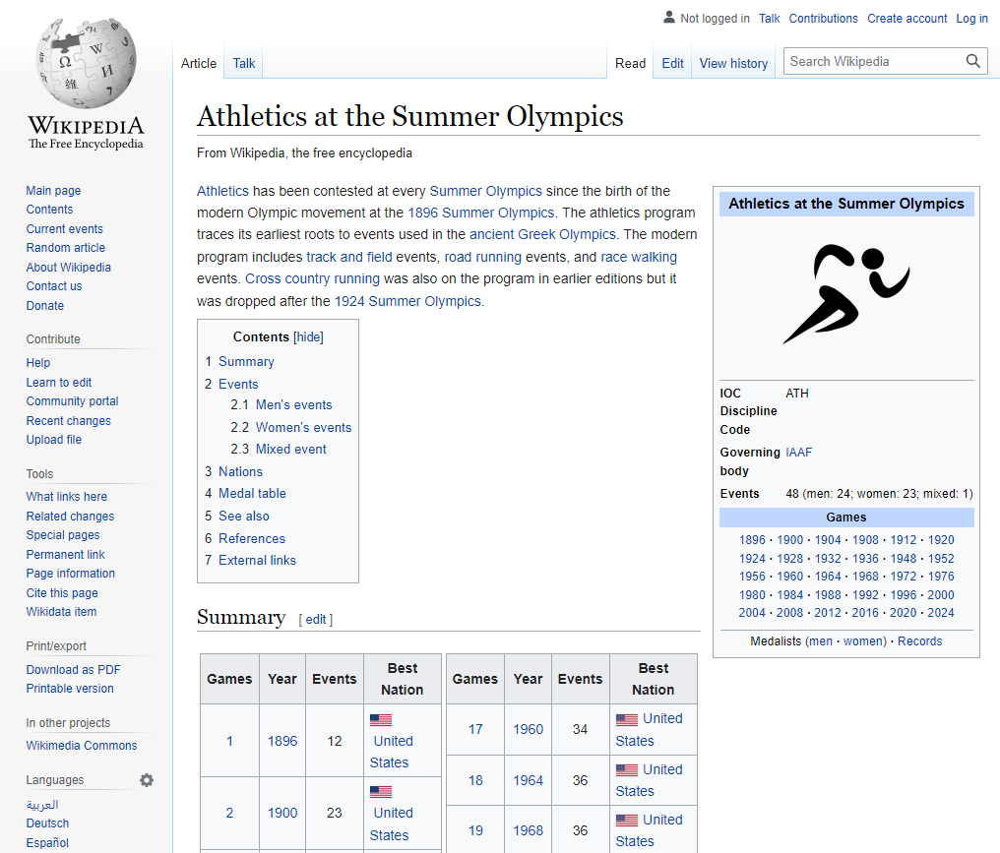 Not logged in Talk Contributions Create account Log in
Article Talk
Read Edit View history
Search Wikipedia
Ω W И 維
WIKIPEDIA
The Free Encyclopedia
Main page
Contents
Current events
Random article
About Wikipedia
Contact us
Donate
Contribute
Help
Learn to edit
Community portal
Recent changes
Upload file
Tools
What links here
Related changes
Special pages
Permanent link
Page information
Cite this page
Wikidata item
Print/export
Download as PDF
Printable version
In other projects
Wikimedia Commons
Languages
العربية
Deutsch
Español
Athletics at the Summer Olympics
From Wikipedia, the free encyclopedia
Athletics has been contested at every Summer Olympics since the birth of the
modern Olympic movement at the 1896 Summer Olympics. The athletics program
traces its earliest roots to events used in the ancient Greek Olympics. The modern
program includes track and field events, road running events, and race walking
events. Cross country running was also on the program in earlier editions but it
was dropped after the 1924 Summer Olympics.
Contents [hide]
1 Summary
2 Events
2.1 Men's events
2.2 Women's events
2.3 Mixed event
3 Nations
4 Medal table
5 See also
6 References
7 External links
Athletics at the Summer Olympics
IOC
Discipline
Code
ATH
Governing
body
IAAF
Events 48 (men: 24; women: 23; mixed: 1)
Games
1896 · 1900 · 1904 · 1908 · 1912 · 1920
1924 · 1928 · 1932 · 1936 · 1948 · 1952
1956 · 1960 · 1964 · 1968 · 1972 · 1976
1980 · 1984 · 1988 · 1992 · 1996 · 2000
2004 · 2008 · 2012 · 2016 · 2020 · 2024
Medalists (men · women) · Records
Summary [ edit ]
Games Year Events Best
Nation
1 1896 12 United
States
2 1900 23 United
States
Games Year Events Best
Nation
17 1960 34 United
States
18 1964 36 United
States
19 1968 36 United
States